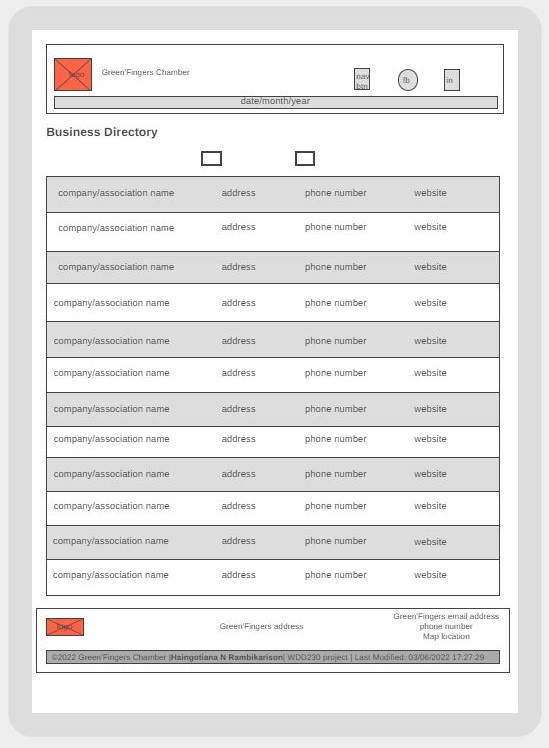 logo
Green'Fingers Chamber
nav
btn
fb
in
date/month/year
Business Directory
company/association name address phone number website
company/association name address phone number website
company/association name address phone number website
company/association name address phone number website
company/association name address phone number website
company/association name address phone number website
company/association name address phone number website
company/association name address phone number website
company/association name address phone number website
company/association name address phone number website
company/association name address phone number website
company/association name address phone number website
logo
Green'Fingers address
Green'Fingers email address
phone number
Map location
©2022 Green'Fingers Chamber |Haingotiana N Rambikarison| WDD230 project | Last Modified: 03/06/2022 17:27:29